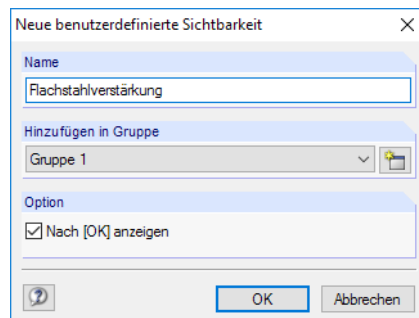 Neue benutzerdefinierte Sichtbarkeit
Name
Flachstahlverstärkung
Hinzufügen in Gruppe
Gruppe 1
Option
Nach [OK] anzeigen
OK
Abbrechen